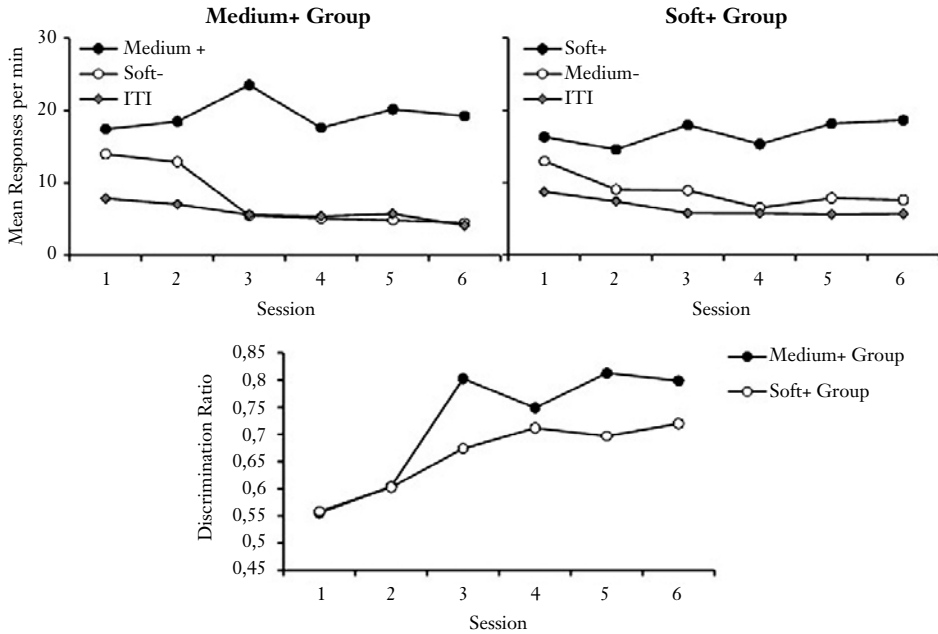 Medium+ Group
Soft+ Group
Mean Responses per min
30
20
10
0
Medium +
Soft-
ITI
Soft+
Medium-
ITI
1 2 3 4 5 6
1 2 3 4 5 6
Session
Session
Discrimination Ratio
0,85
0,8
0,75
0,7
0,65
0,6
0,55
0,5
0,45
Medium+ Group
Soft+ Group
1 2 3 4 5 6
Session